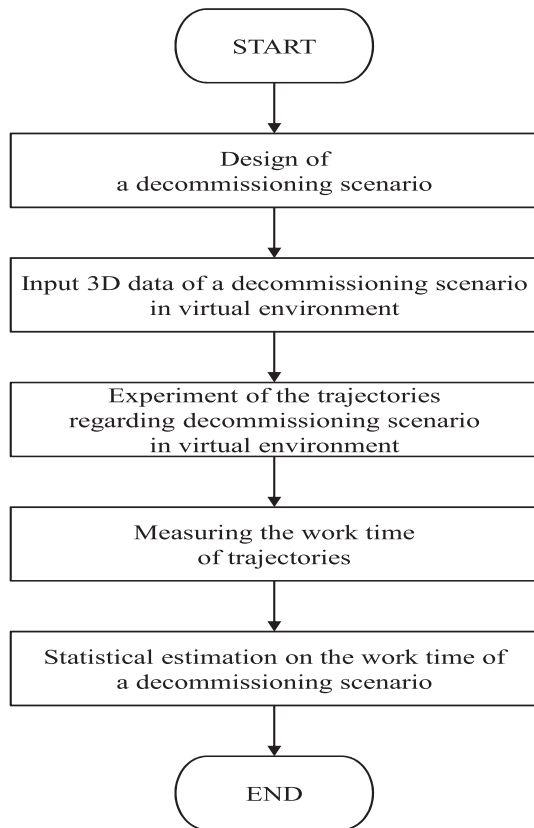 START
Design of
a decommissioning scenario
Input 3D data of a decommissioning scenario
in virtual environment
Experiment of the trajectories
regarding decommissioning scenario
in virtual environment
Measuring the work time
of trajectories
Statistical estimation on the work time of
a decommissioning scenario
END